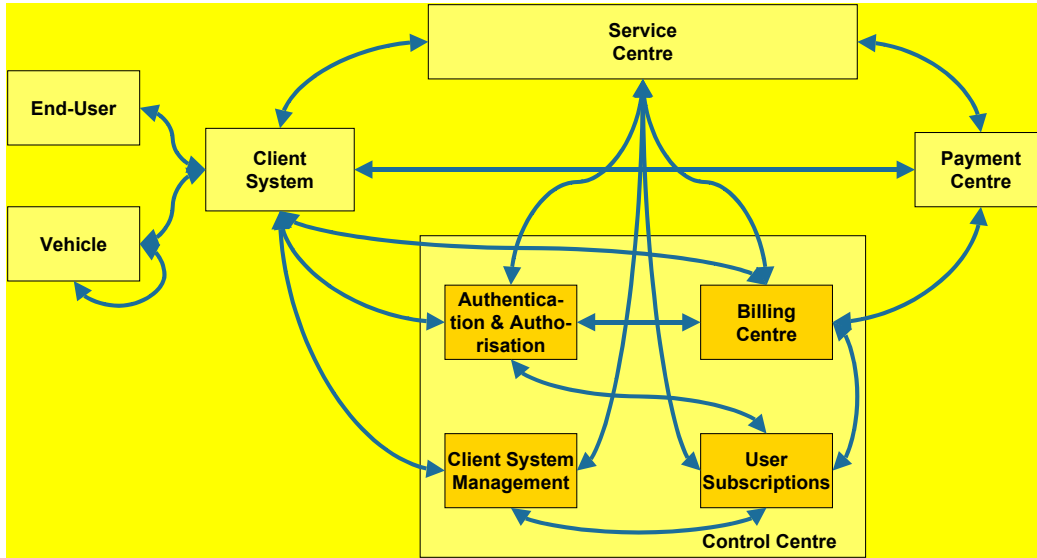 Service
Centre
End-User
Client
System
Payment
Centre
Vehicle
Authentica-
tion & Autho-
risation
Billing
Centre
Client System
Management
User
Subscriptions
Control Centre